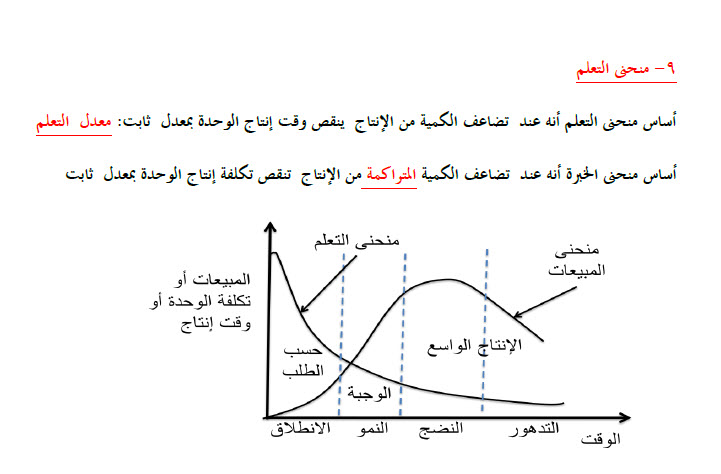 ٩- منحنى التعلم
أساس منحنى التعلم أنه عند تضاعف الكمية من الإنتاج ينقص وقت إنتاج الوحدة بمعدل ثابت: معدل التعلم
أساس منحنى الخبرة أنه عند تضاعف الكمية المتراكمة من الإنتاج تنقص تكلفة إنتاج الوحدة بمعدل ثابت
منحنى التعلم
منحنى
المبيعات
المبيعات أو
تكلفة الوحدة أو
وقت إنتاج
حسب
الطلب
الوجبة
الإنتاج الواسع
الانطلاق
النمو
النضج
التدهور
الوقت